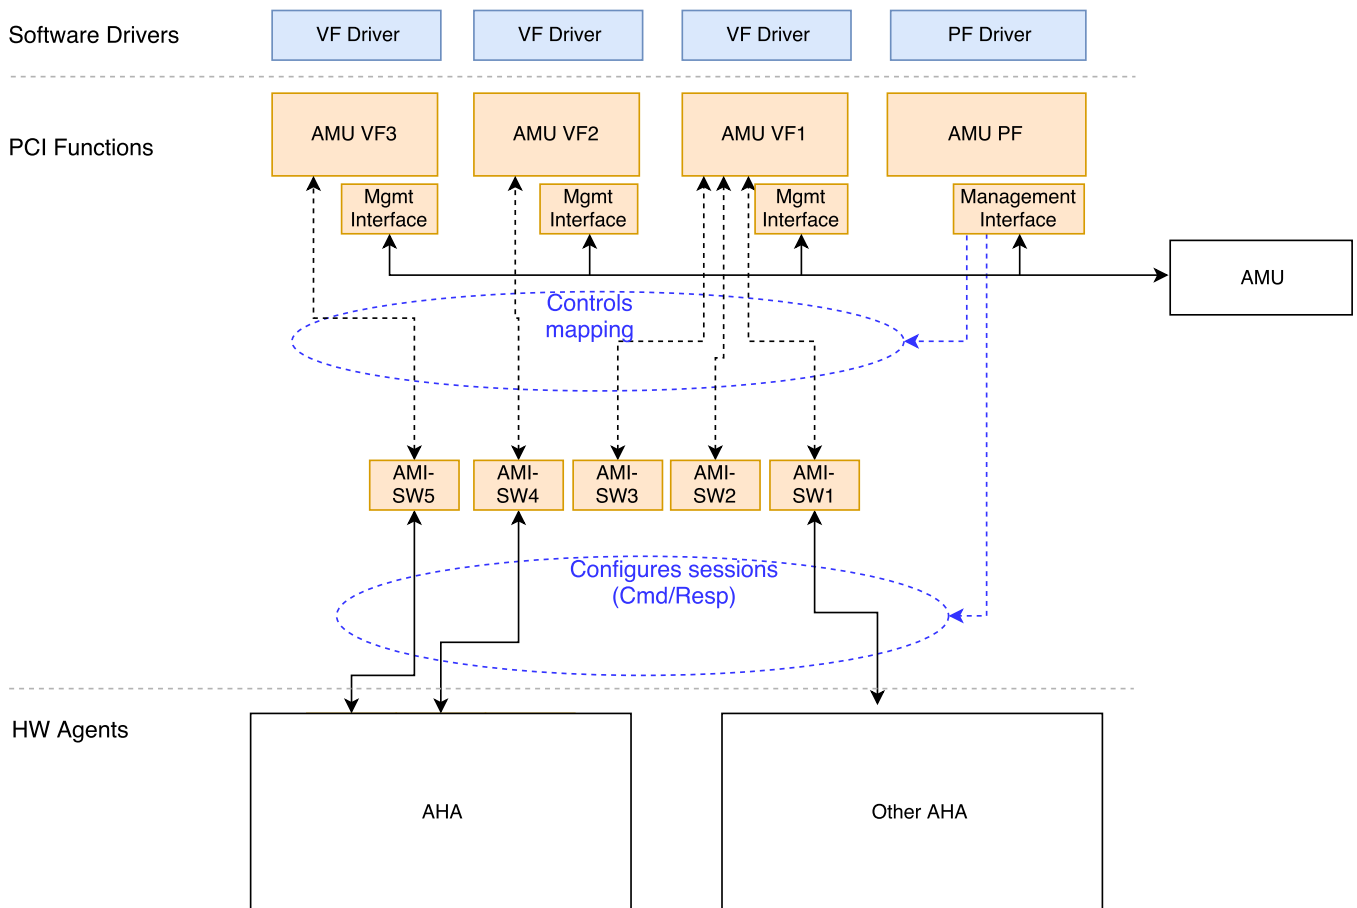 Software Drivers
VF Driver
VF Driver
VF Driver
PF Driver
PCI Functions
AMU VF3
AMU VF2
AMU VF1
AMU PF
Mgmt
Interface
Mgmt
Interface
Mgmt
Interface
Management
Interface
AMU
Controls
mapping
AMI-
SW5
AMI-
SW4
AMI-
SW3
AMI-
SW2
AMI-
SW1
Configures sessions
(Cmd/Resp)
HW Agents
AHA
Other AHA